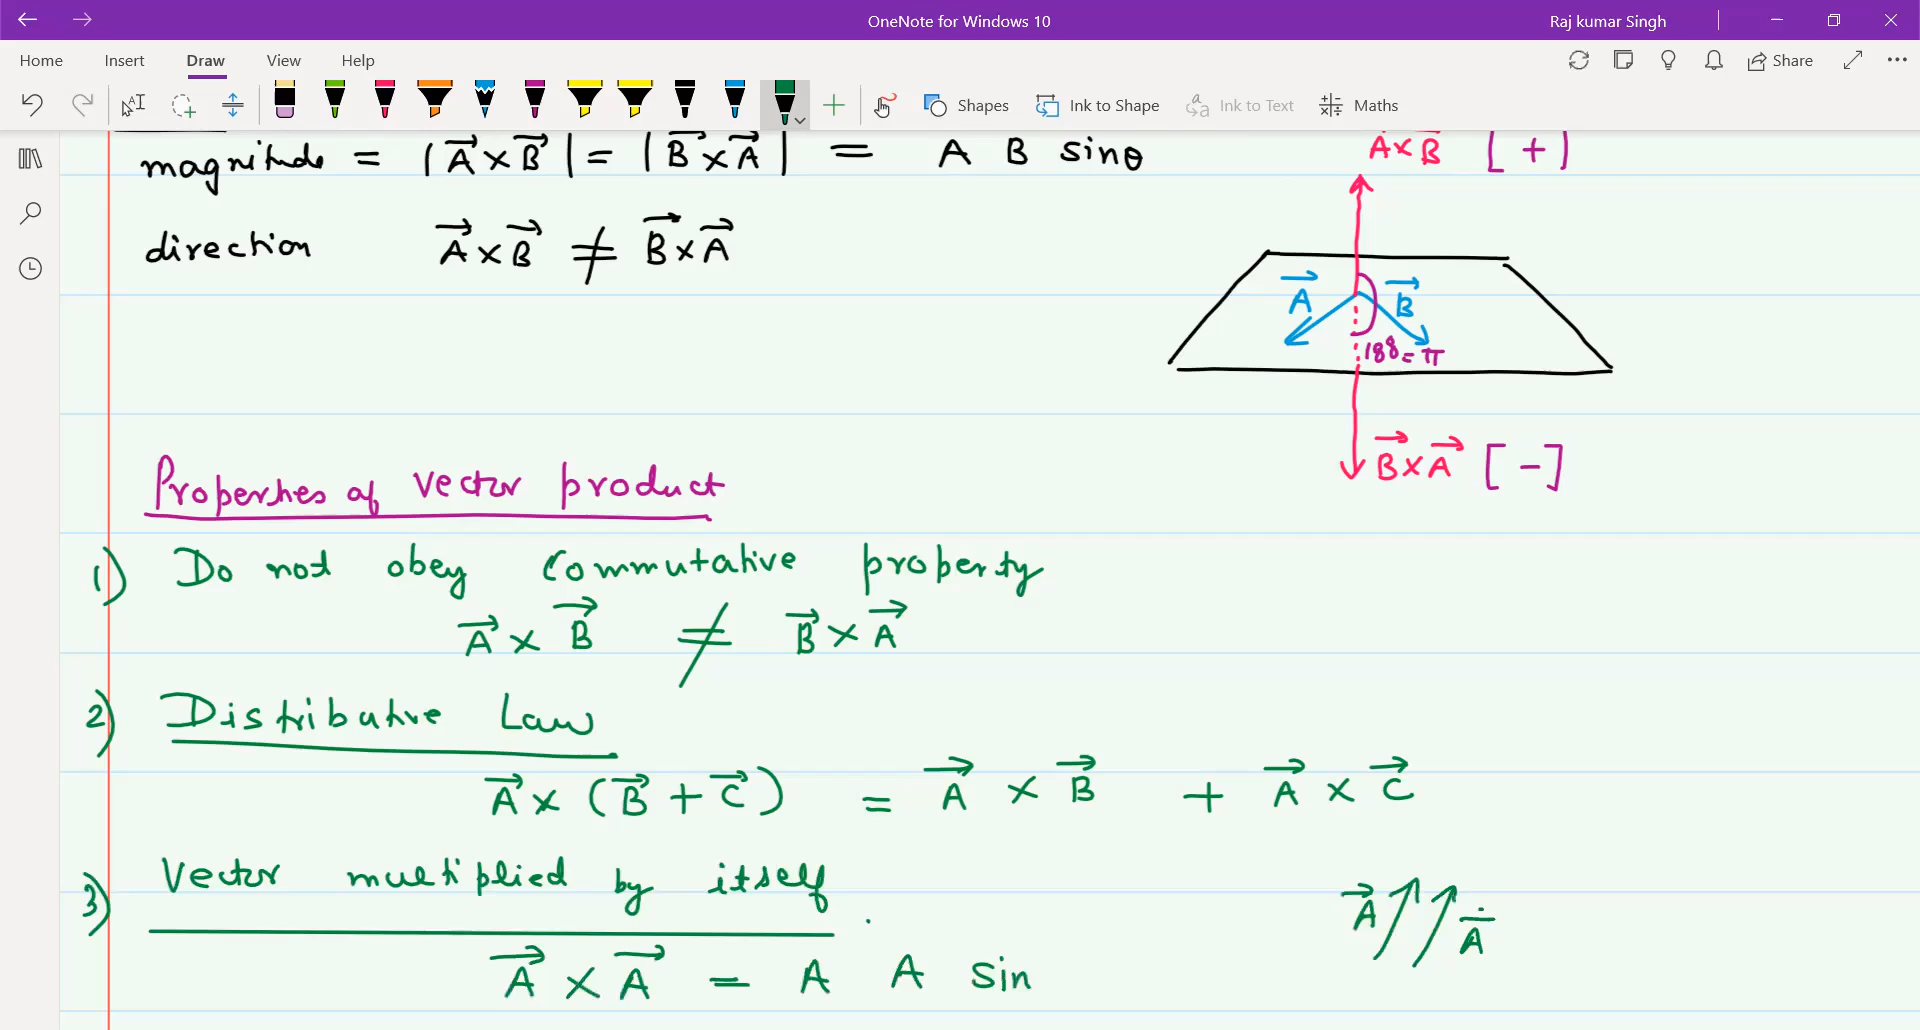 OneNote for Windows 10
Raj kumar Singh
Home Insert Draw View Help
Share
Shapes Ink to Shape Ink to Text Maths
magnitude = |A⃗ × B⃗| = |B⃗ × A⃗| = A B sinθ
A⃗×B⃗ [+]
direction A⃗ × B⃗ ≠ B⃗ × A⃗
A⃗ B⃗
180° = π
B⃗ × A⃗ [-]
Properties of vector product
1) Do not obey Commutative property
A⃗ × B⃗ ≠ B⃗ × A⃗
2) Distributive Law
A⃗ × (B⃗ + C⃗) = A⃗ × B⃗ + A⃗ × C⃗
3) Vector multiplied by itself
A⃗ A
A⃗ × A⃗ = A A sin